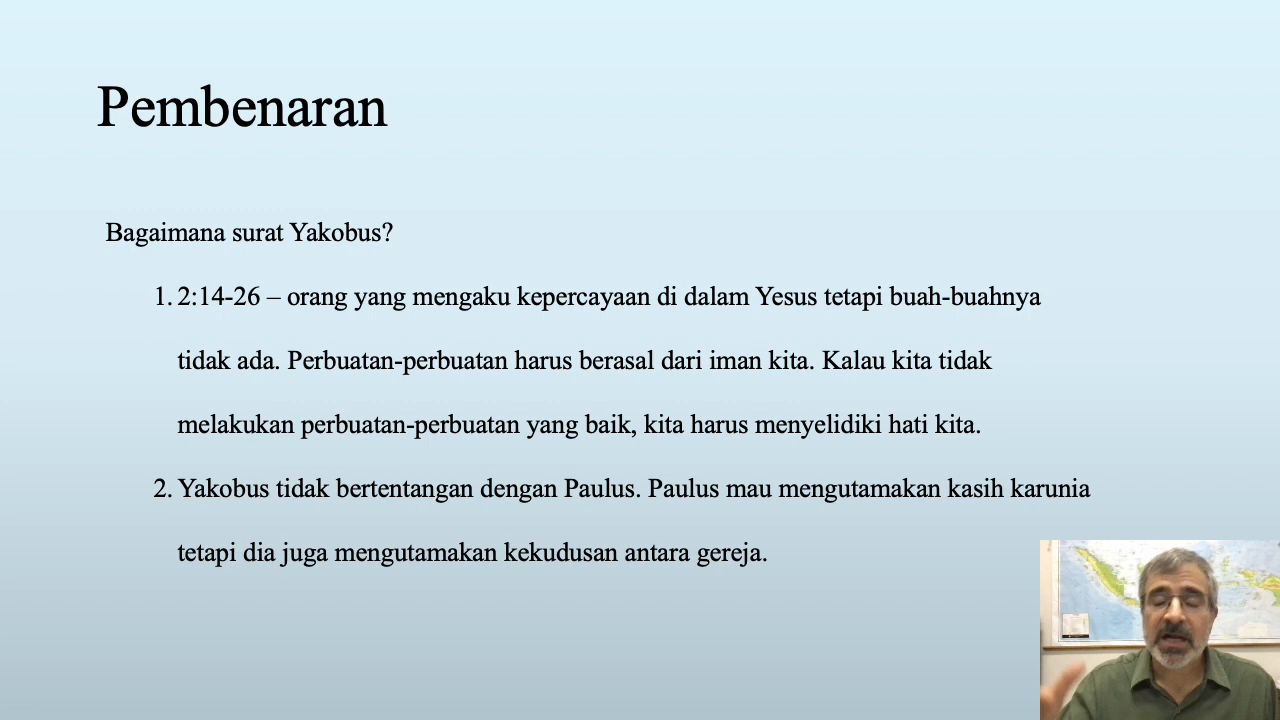 Pembenaran
Bagaimana surat Yakobus?
1. 2:14-26 – orang yang mengaku kepercayaan di dalam Yesus tetapi buah-buahnya
tidak ada. Perbuatan-perbuatan harus berasal dari iman kita. Kalau kita tidak
melakukan perbuatan-perbuatan yang baik, kita harus menyelidiki hati kita.
2. Yakobus tidak bertentangan dengan Paulus. Paulus mau mengutamakan kasih karunia
tetapi dia juga mengutamakan kekudusan antara gereja.